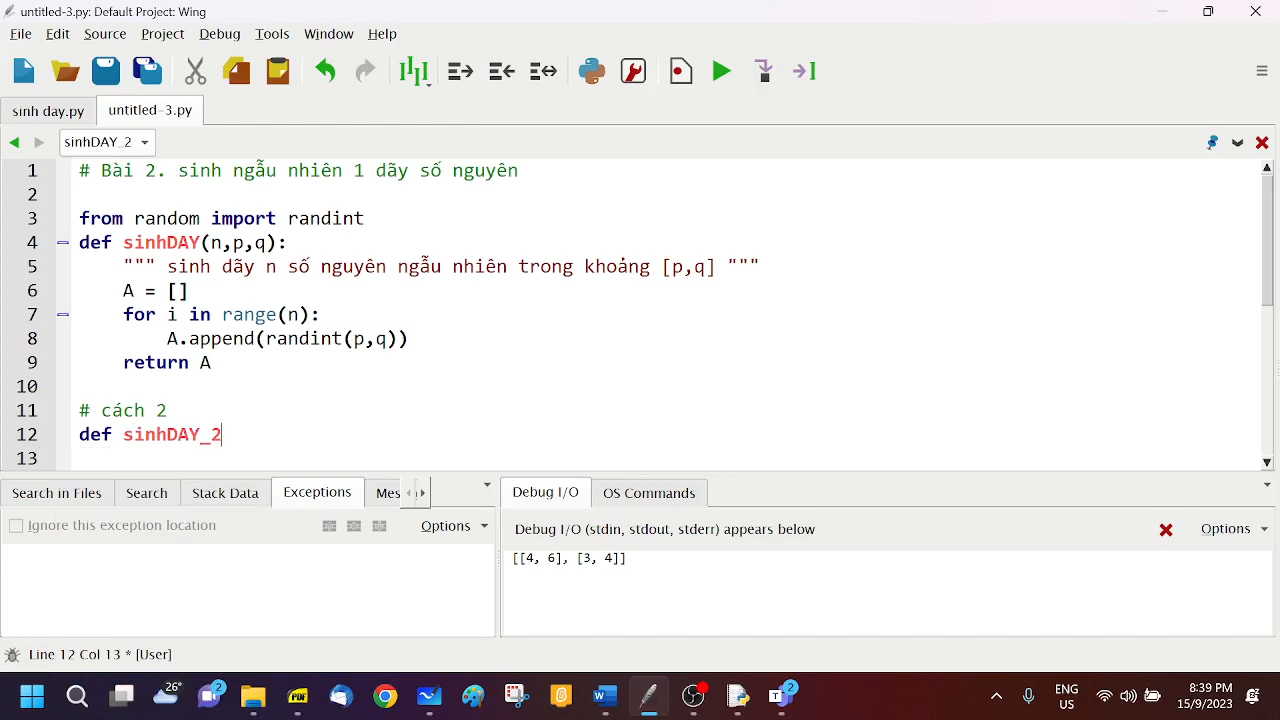 untitled-3.py: Default Project: Wing
File Edit Source Project Debug Tools Window Help
sinh day.py untitled-3.py
sinhDAY_2
1 # Bài 2. sinh ngẫu nhiên 1 dãy số nguyên
2
3 from random import randint
4 def sinhDAY(n,p,q):
5 """ sinh dãy n số nguyên ngẫu nhiên trong khoảng [p,q] """
6 A = []
7 for i in range(n):
8 A.append(randint(p,q))
9 return A
10
11 # cách 2
12 def sinhDAY_2
13
Search in Files Search Stack Data Exceptions Mes
Debug I/O OS Commands
Ignore this exception location Options
Debug I/O (stdin, stdout, stderr) appears below Options
[[4, 6], [3, 4]]
Line 12 Col 13 * [User]
26°
2
PDF
2
ENG
US
8:39 PM
15/9/2023